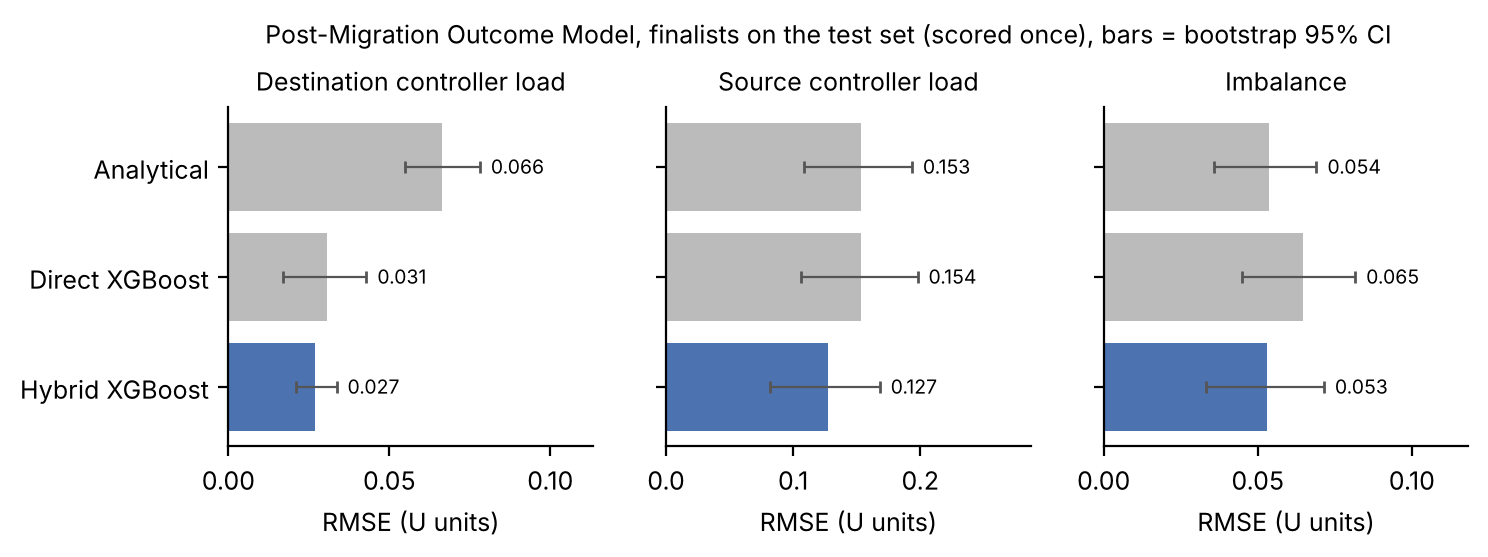 Post-Migration Outcome Model, finalists on the test set (scored once), bars = bootstrap 95% CI
Destination controller load
Source controller load
Imbalance
Analytical
0.066
0.153
0.054
Direct XGBoost
0.031
0.154
0.065
Hybrid XGBoost
0.027
0.127
0.053
0.00 0.05 0.10
0.0 0.1 0.2
0.00 0.05 0.10
RMSE (U units)
RMSE (U units)
RMSE (U units)